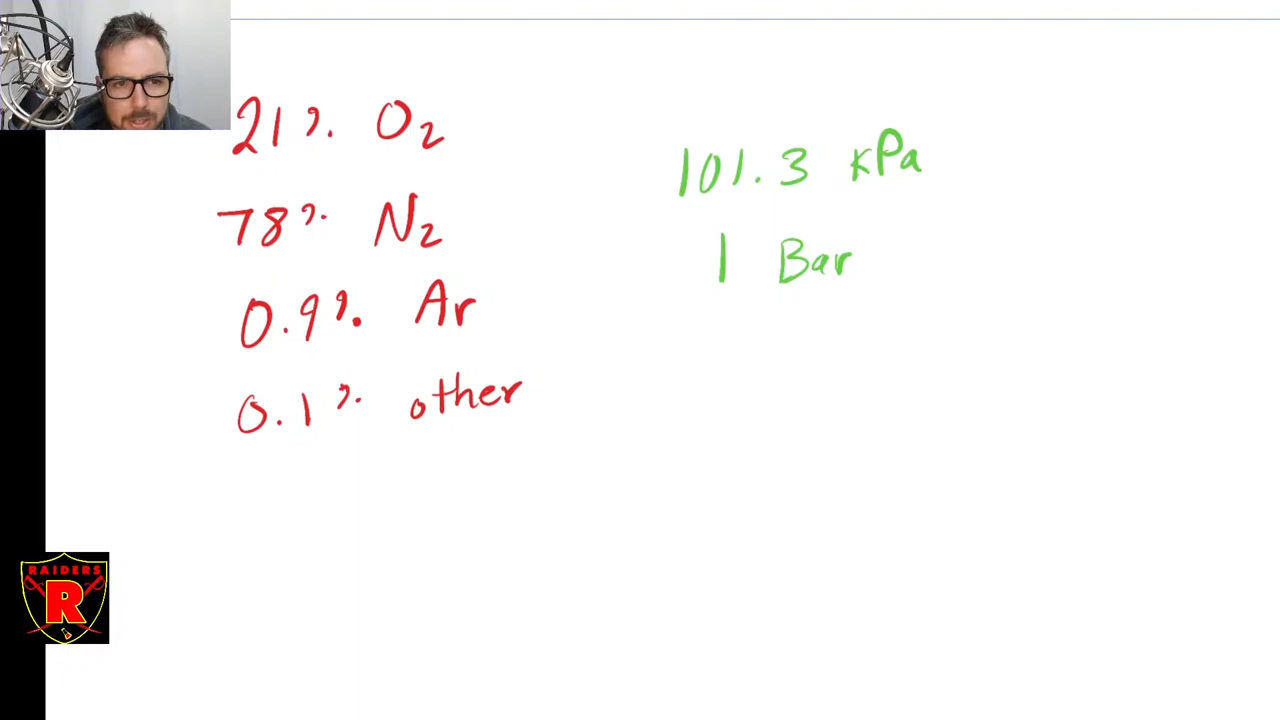 21% O2
78% N2
0.9% Ar
0.1% other
101.3 kPa
1 Bar
RAIDERS
R